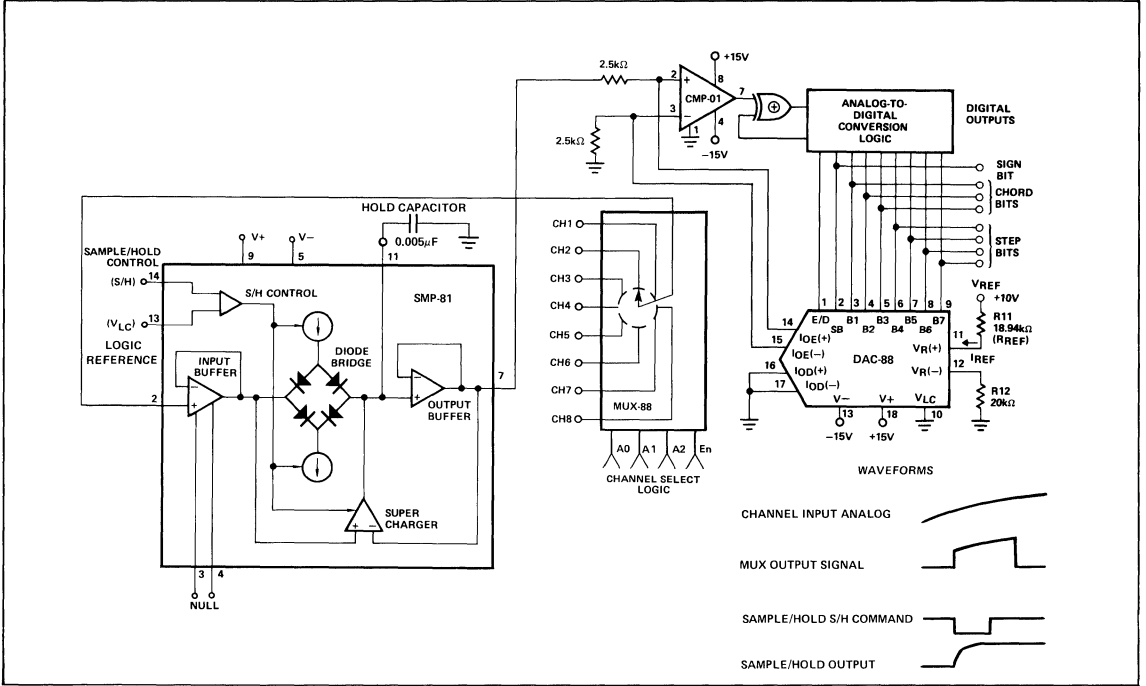 +15V
2.5kΩ
2
+
8
CMP-01
7
3
−
1
4
−15V
2.5kΩ
+
ANALOG-TO-
DIGITAL
CONVERSION
LOGIC
DIGITAL
OUTPUTS
SIGN
BIT
CHORD
BITS
STEP
BITS
HOLD CAPACITOR
0.005μF
11
V+
9
V−
5
SAMPLE/HOLD
CONTROL
(S/H)
14
S/H CONTROL
SMP-81
(VLC)
13
LOGIC
REFERENCE
INPUT
BUFFER
−
+
2
DIODE
BRIDGE
−
+
7
OUTPUT
BUFFER
SUPER
CHARGER
+ −
3 4
NULL
CH1
CH2
CH3
CH4
CH5
CH6
CH7
CH8
MUX-88
A0 A1 A2 En
CHANNEL SELECT
LOGIC
1 2 3 4 5 6 7 8 9
E/D SB B1 B2 B3 B4 B5 B6 B7
VREF
+10V
R11
18.94kΩ
(RREF)
11
IREF
14
IOE(+)
15
IOE(−)
16
IOD(+)
17
IOD(−)
DAC-88
VR(+)
VR(−)
12
R12
20kΩ
V− V+ VLC
13 18 10
−15V +15V
WAVEFORMS
CHANNEL INPUT ANALOG
MUX OUTPUT SIGNAL
SAMPLE/HOLD S/H COMMAND
SAMPLE/HOLD OUTPUT